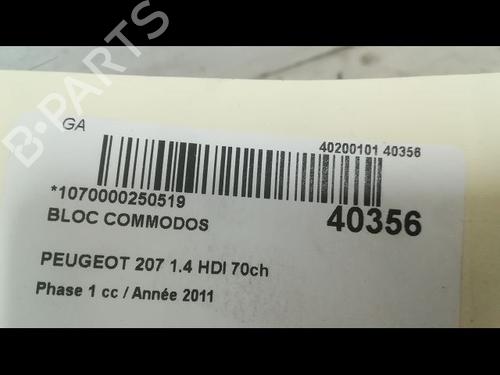 B-PARTS
GA
40200101 40356
*1070000250519
40356
BLOC COMMODOS
PEUGEOT 207 1.4 HDI 70ch
Phase 1 cc / Année 2011